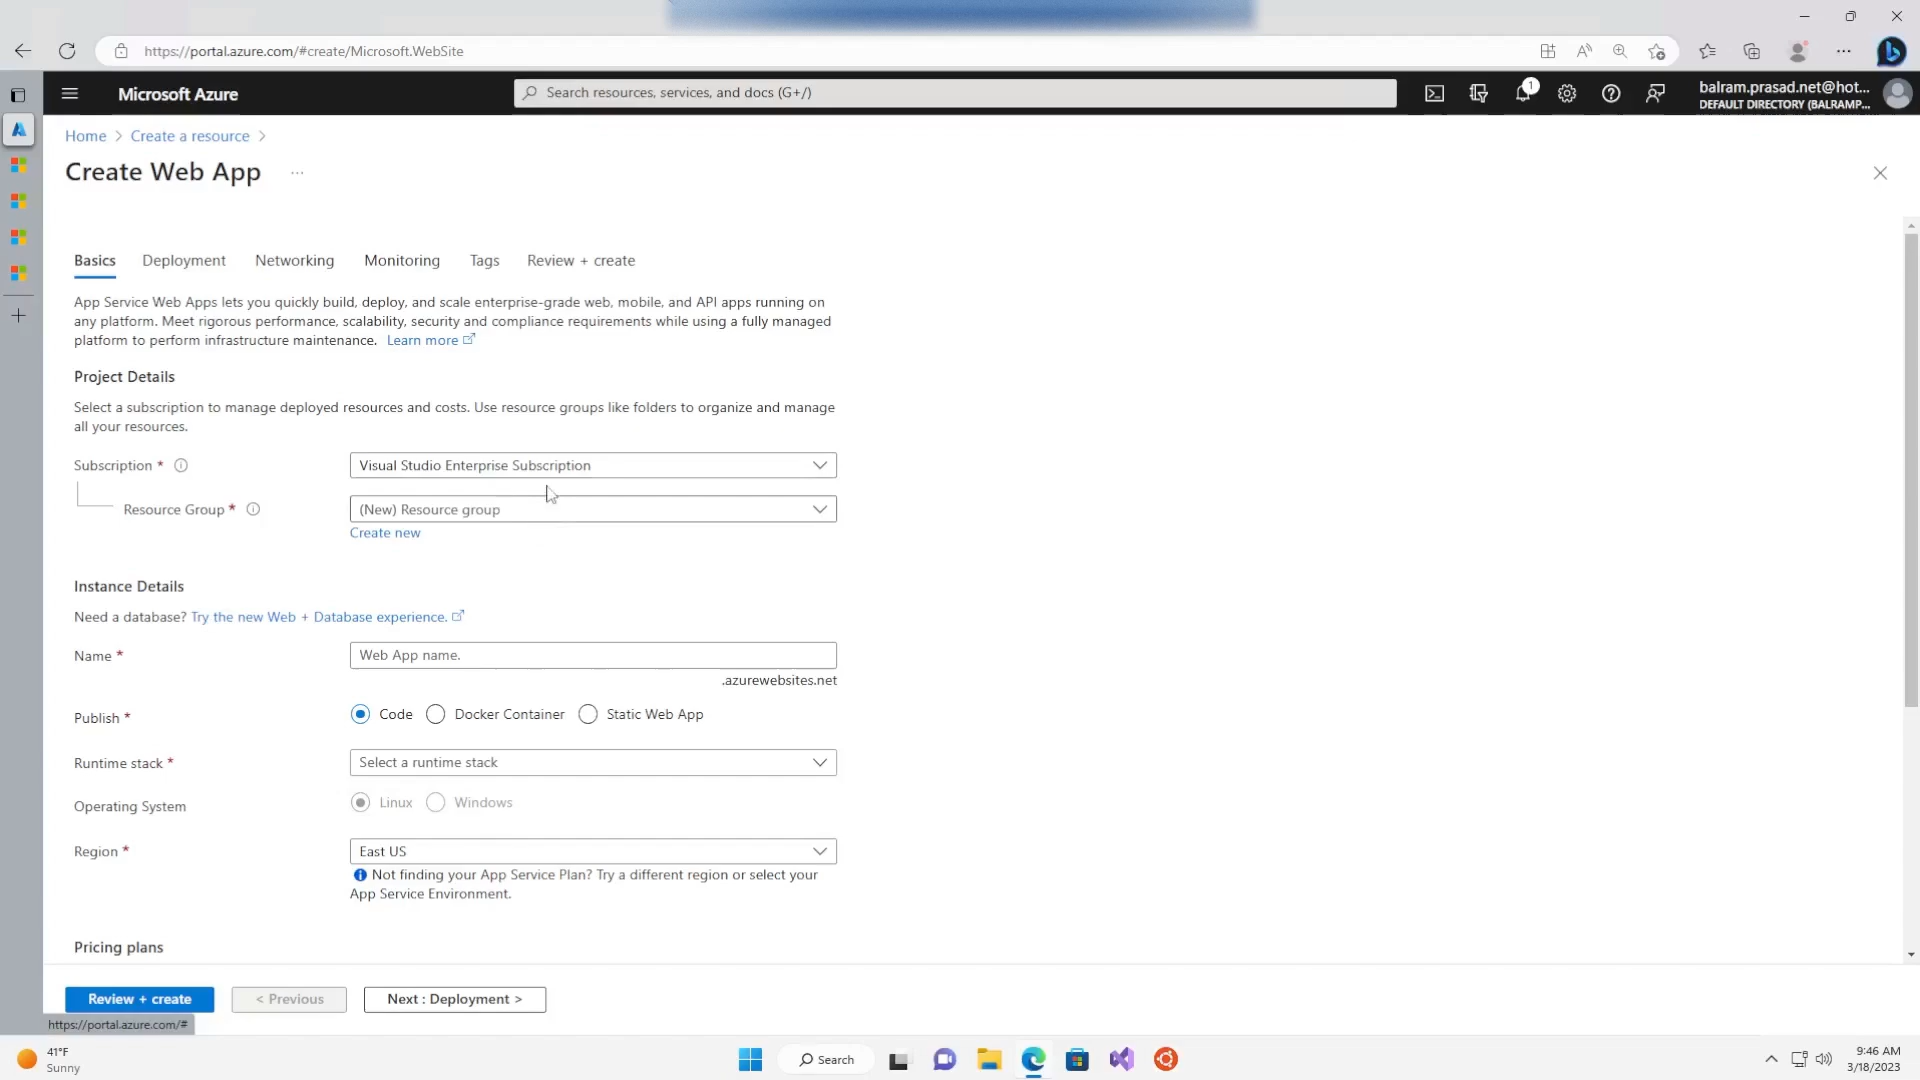 https://portal.azure.com/#create/Microsoft.WebSite
Microsoft Azure
Search resources, services, and docs (G+/)
1
balram.prasad.net@hot...
DEFAULT DIRECTORY (BALRAMP...
Home > Create a resource >
Create Web App ...
Basics Deployment Networking Monitoring Tags Review + create
App Service Web Apps lets you quickly build, deploy, and scale enterprise-grade web, mobile, and API apps running on
any platform. Meet rigorous performance, scalability, security and compliance requirements while using a fully managed
platform to perform infrastructure maintenance. Learn more
Project Details
Select a subscription to manage deployed resources and costs. Use resource groups like folders to organize and manage
all your resources.
Subscription * Visual Studio Enterprise Subscription
Resource Group * (New) Resource group
Create new
Instance Details
Need a database? Try the new Web + Database experience.
Name * Web App name.
.azurewebsites.net
Publish * Code Docker Container Static Web App
Runtime stack * Select a runtime stack
Operating System Linux Windows
Region * East US
Not finding your App Service Plan? Try a different region or select your
App Service Environment.
Pricing plans
Review + create < Previous Next : Deployment >
https://portal.azure.com/#
41°F
Sunny
Search
9:46 AM
3/18/2023